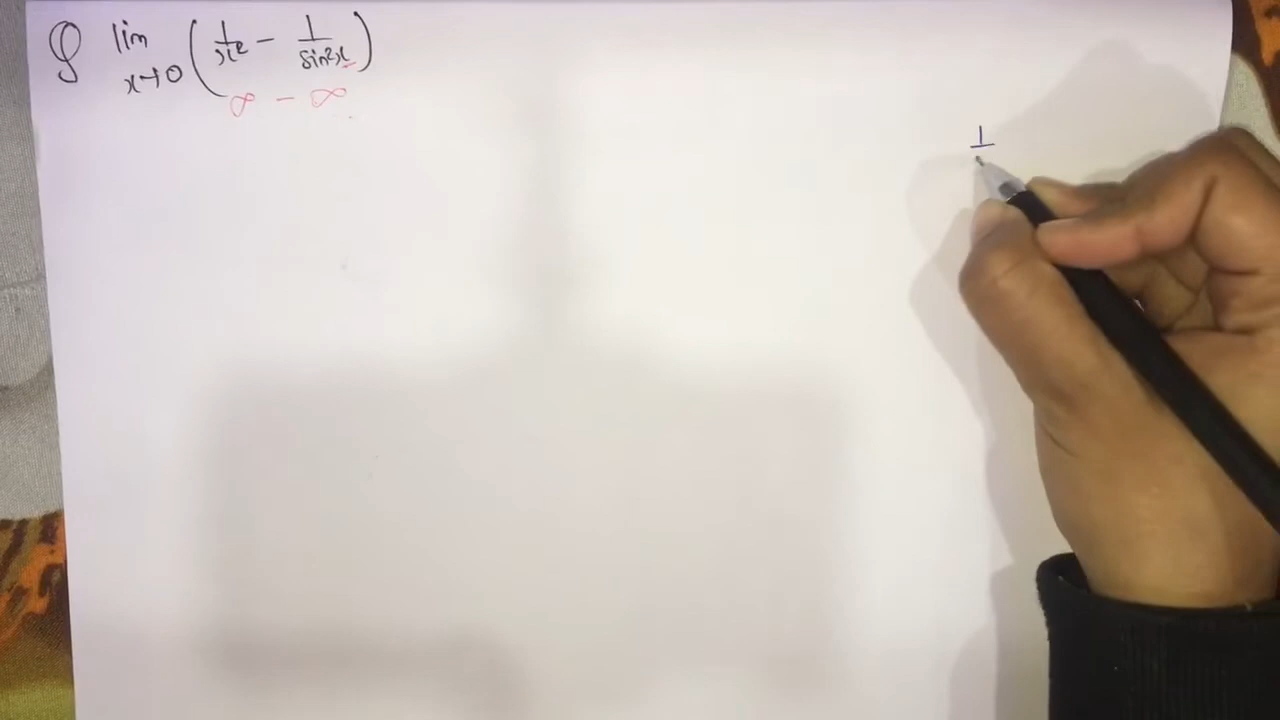 Q lim x→0 (1/x² − 1/sin²x)
∞ − ∞
1